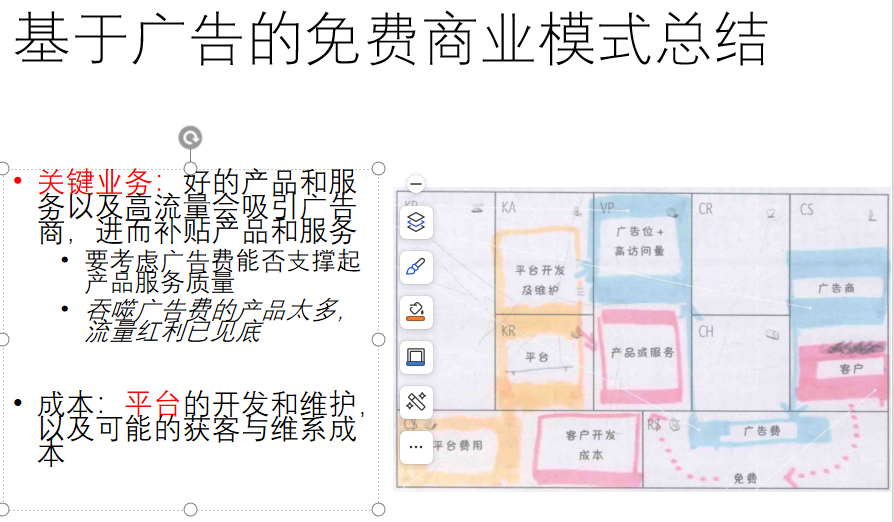 基于广告的免费商业模式总结
• 关键业务：好的产品和服
务以及高流量会吸引广告
商，进而补贴产品和服务
• 要考虑广告费能否支撑起
产品服务质量
• 吞噬广告费的产品太多，
流量红利已见底
• 成本：平台的开发和维护，
以及可能的获客与维系成
本
KP
KA
VP
CR
CS
广告位+
高访问量
平台开发
及维护
广告商
KR
CH
平台
产品或服务
客户
C$
R$
平台费用
客户开发
成本
广告费
免费